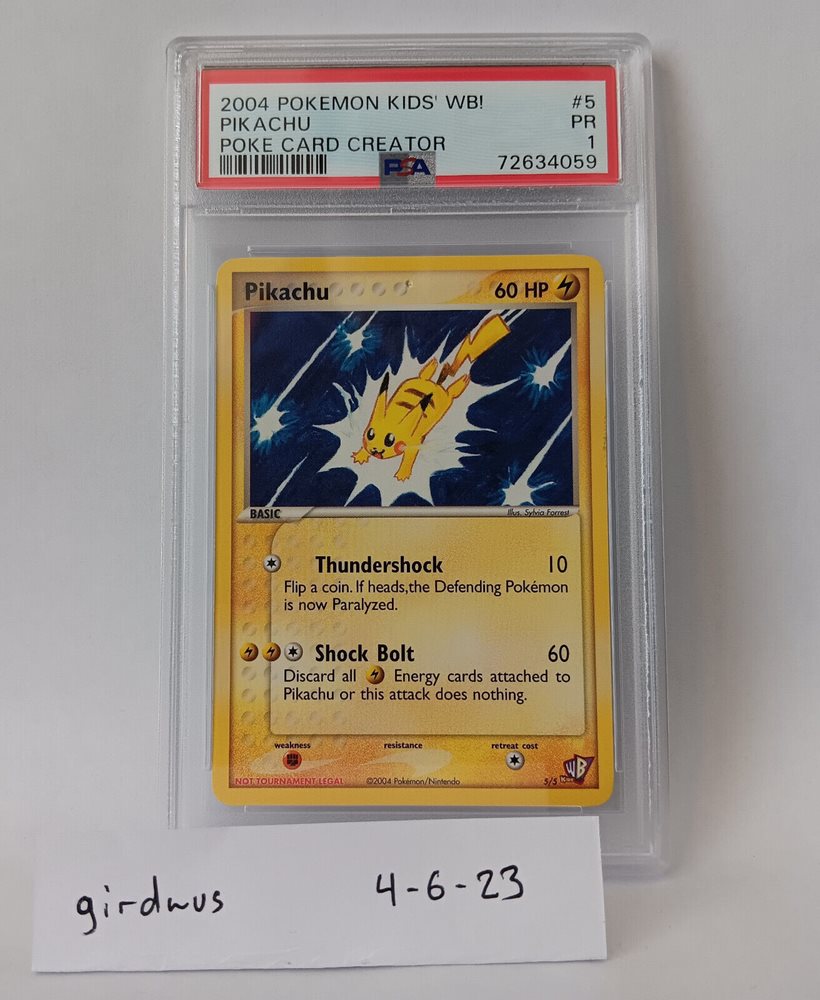 2004 POKEMON KIDS' WB! #5
PIKACHU PR
POKE CARD CREATOR 1
PSA 72634059
Pikachu 60 HP
BASIC Illus. Sylvia Forrest
Thundershock 10
Flip a coin. If heads,the Defending Pokémon
is now Paralyzed.
Shock Bolt 60
Discard all Energy cards attached to
Pikachu or this attack does nothing.
weakness resistance retreat cost
NOT TOURNAMENT LEGAL ©2004 Pokémon/Nintendo 5/5 WB Kids
girdwus 4-6-23